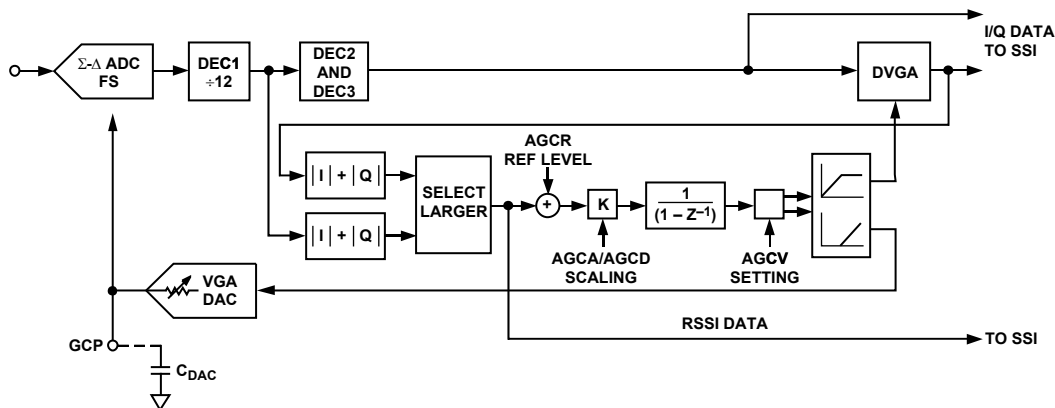 Σ-Δ ADC
FS
DEC1
÷12
DEC2
AND
DEC3
DVGA
I/Q DATA
TO SSI
|I| + |Q|
|I| + |Q|
SELECT
LARGER
AGCR
REF LEVEL
+
K
AGCA/AGCD
SCALING
1
(1 – Z–1)
AGCV
SETTING
VGA
DAC
GCP
CDAC
RSSI DATA
TO SSI